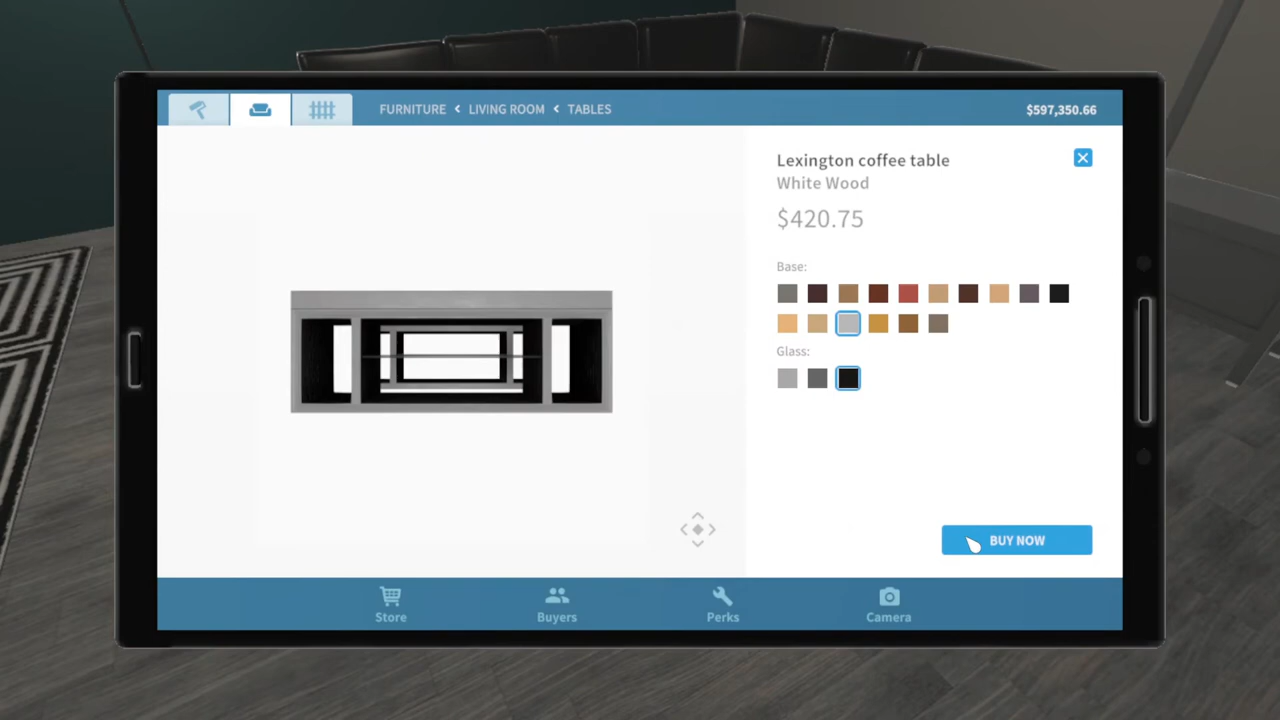 FURNITURE < LIVING ROOM < TABLES
$597,350.66
Lexington coffee table
White Wood
$420.75
Base:
Glass:
BUY NOW
Store
Buyers
Perks
Camera